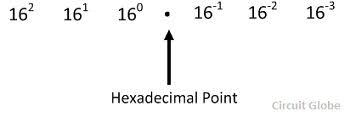 16² 16¹ 16⁰ • 16⁻¹ 16⁻² 16⁻³
Hexadecimal Point
Circuit Globe